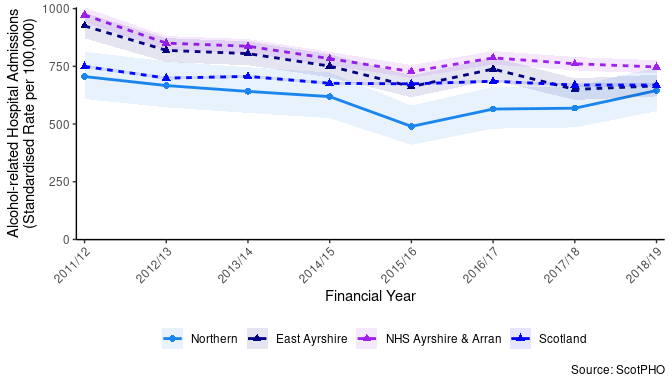 Alcohol-related Hospital Admissions
(Standardised Rate per 100,000)
1000
750
500
250
0
2011/12 2012/13 2013/14 2014/15 2015/16 2016/17 2017/18 2018/19
Financial Year
Northern East Ayrshire NHS Ayrshire & Arran Scotland
Source: ScotPHO